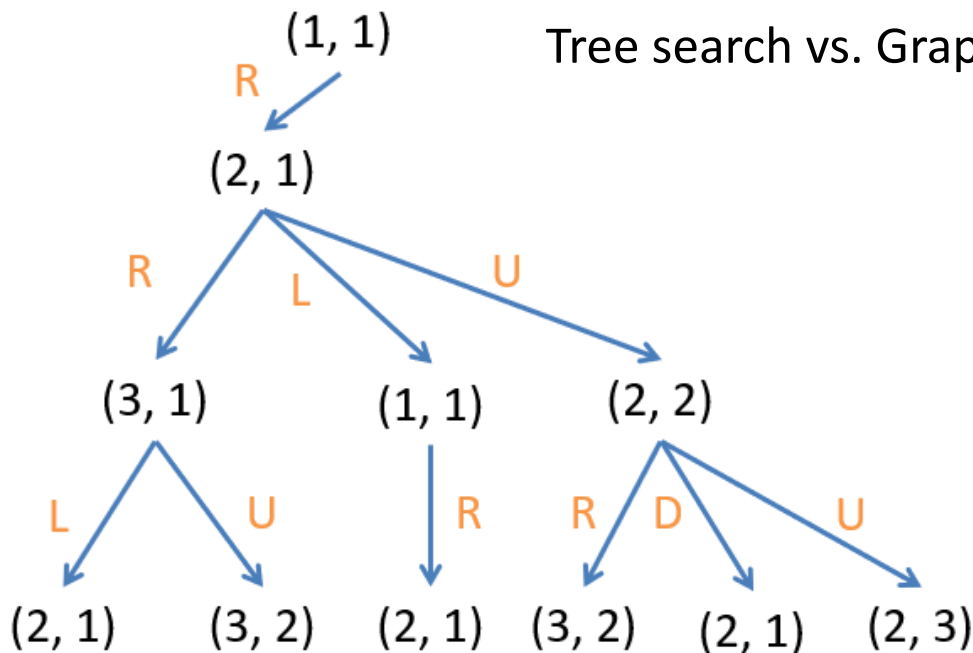 (1, 1)
Tree search vs. Grap
R
(2, 1)
R
L
U
(3, 1)
(1, 1)
(2, 2)
L
U
R
R
D
U
(2, 1)
(3, 2)
(2, 1)
(3, 2)
(2, 1)
(2, 3)